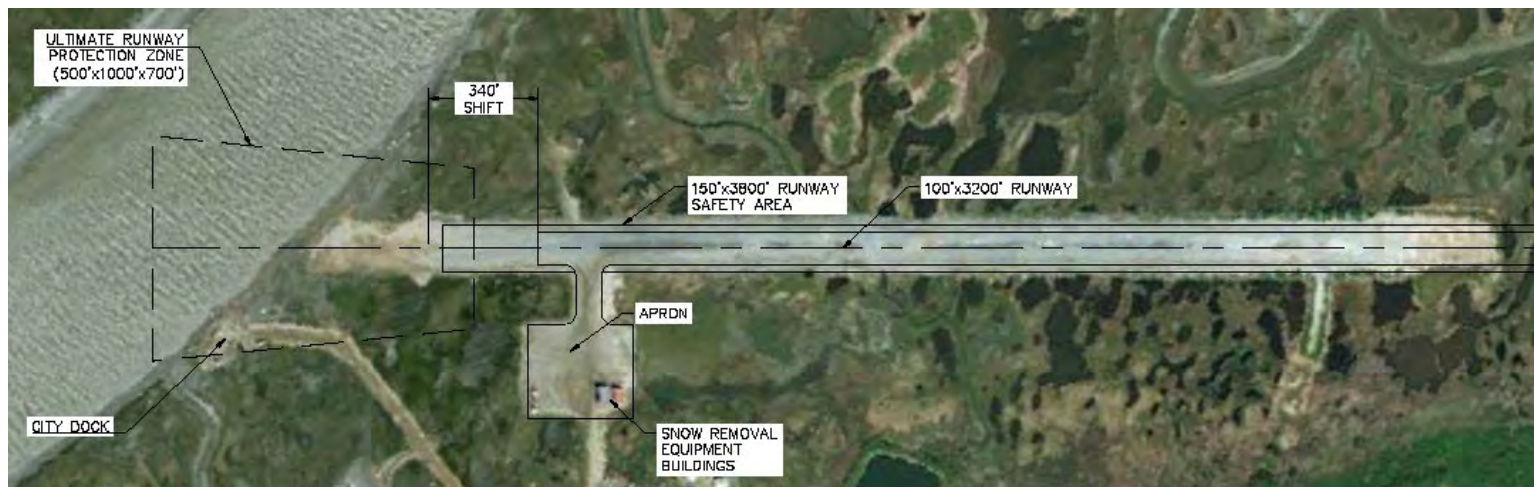 ULTIMATE RUNWAY
PROTECTION ZONE
(500'x1000'x700')
340'
SHIFT
150'x3800' RUNWAY
SAFETY AREA
100'x3200' RUNWAY
APRON
CITY DOCK
SNOW REMOVAL
EQUIPMENT
BUILDINGS